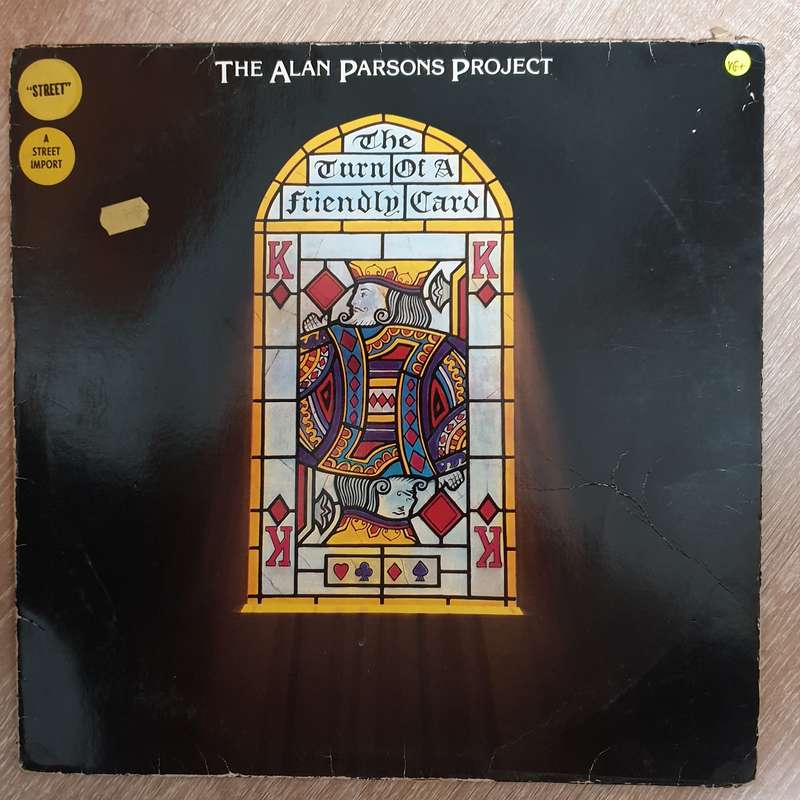 THE ALAN PARSONS PROJECT
"STREET"
A
STREET
IMPORT
VG+
The
Turn Of A
Friendly Card
K K
K K